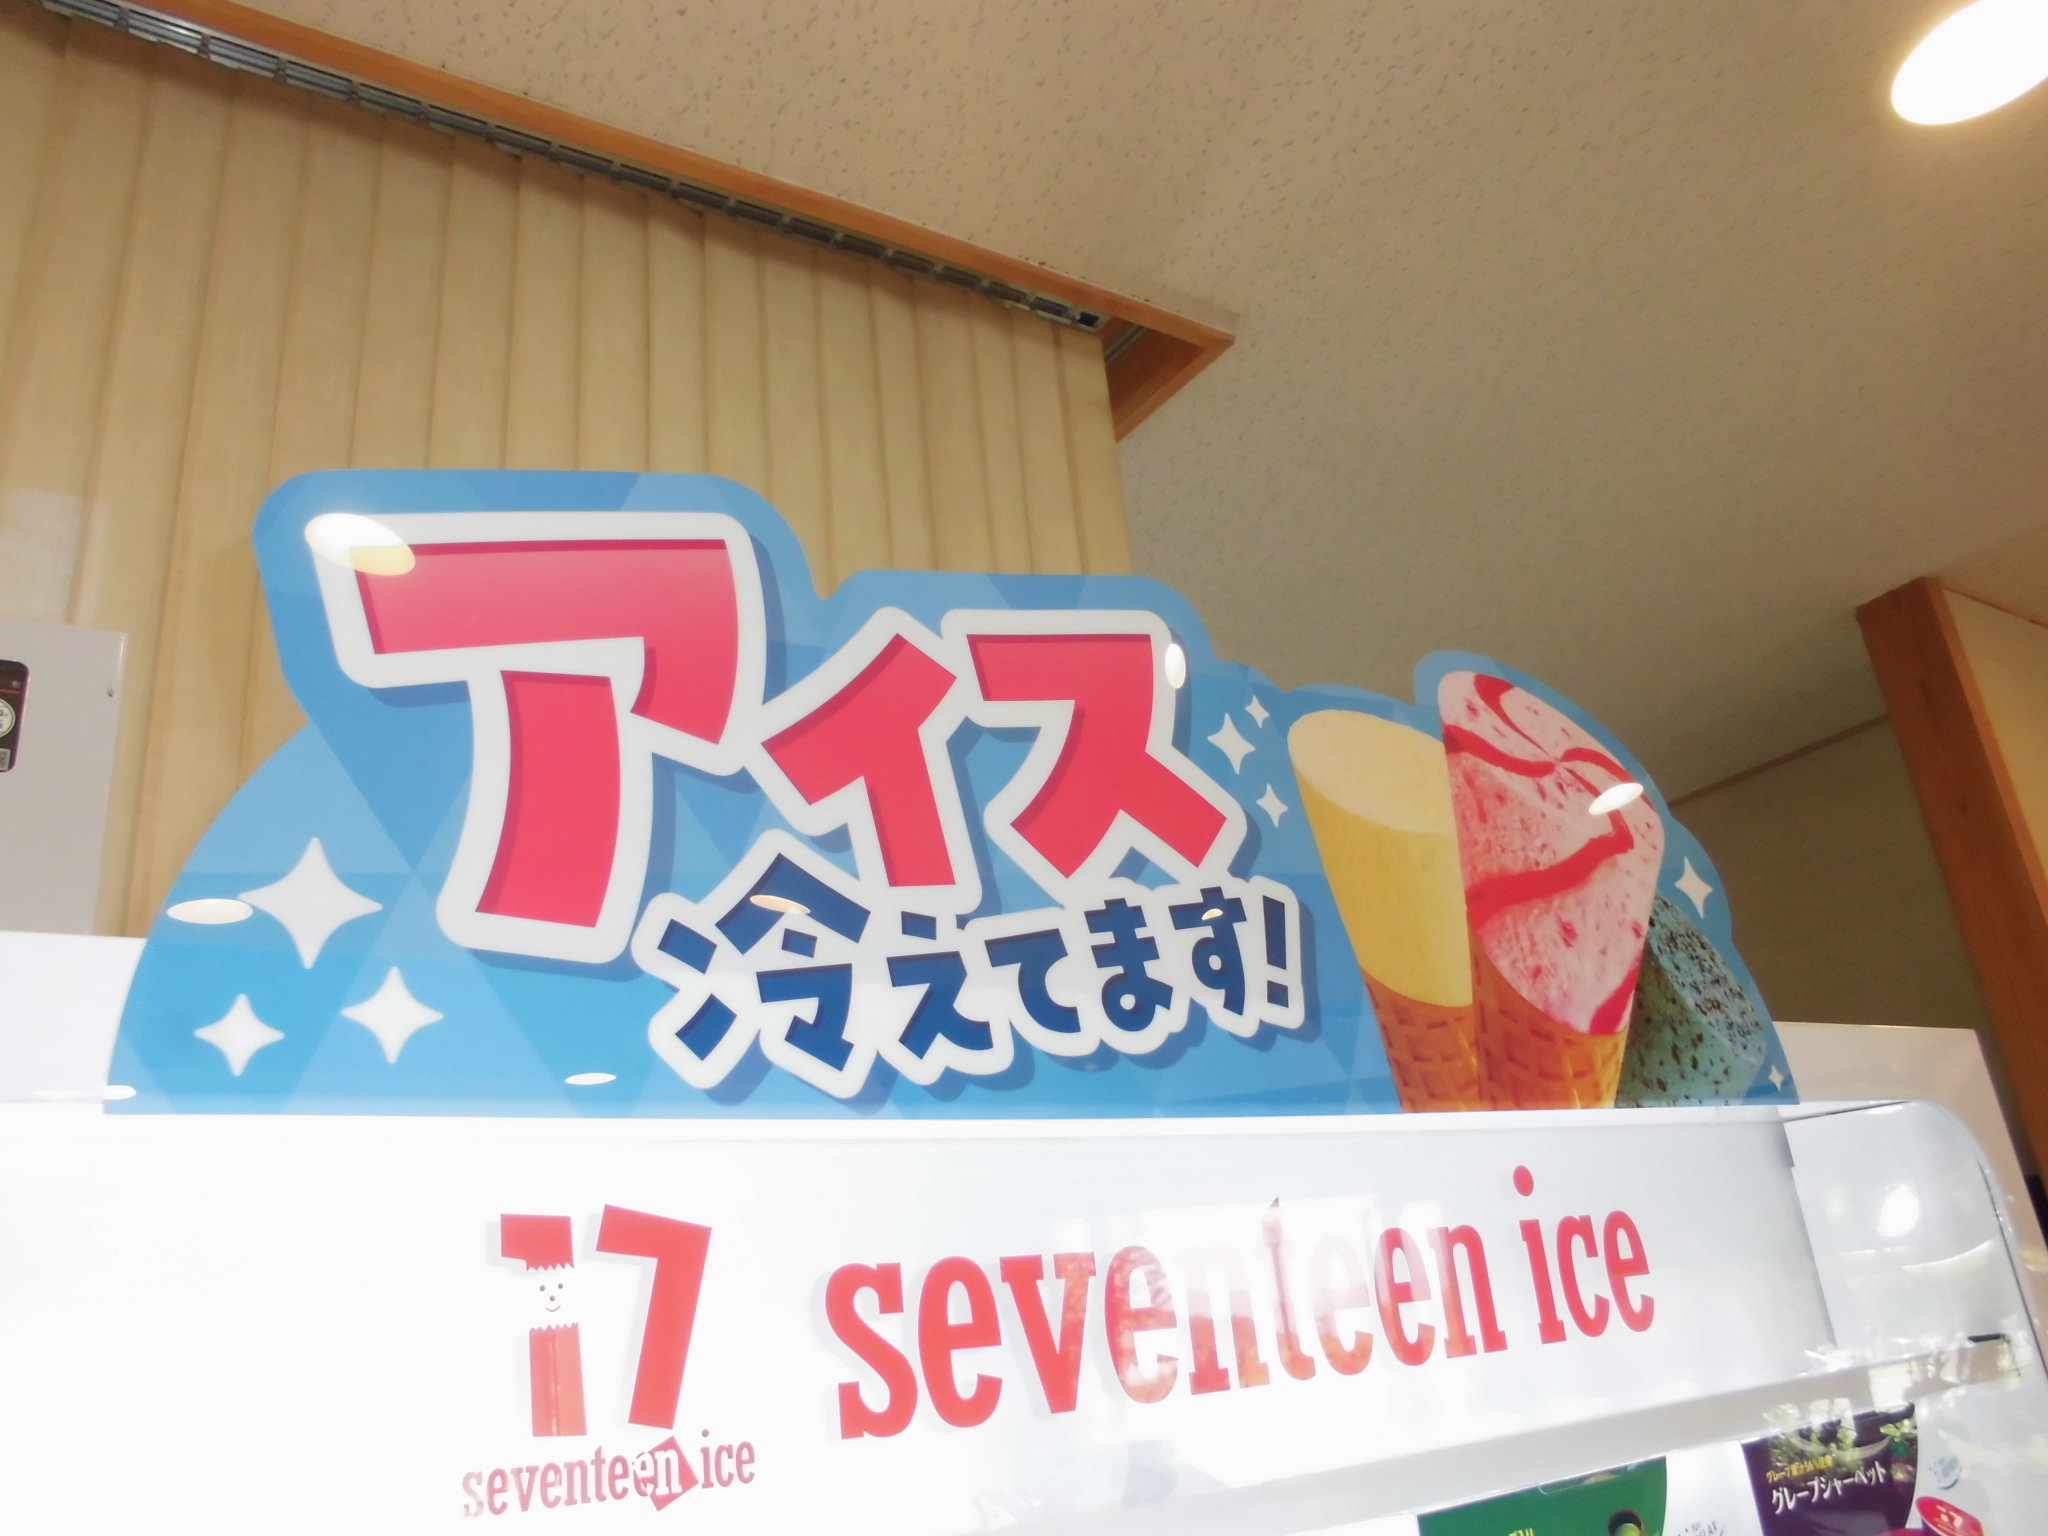 アイス
冷えてます!
17
seventeen ice
seventeen ice
グレープシャーベット